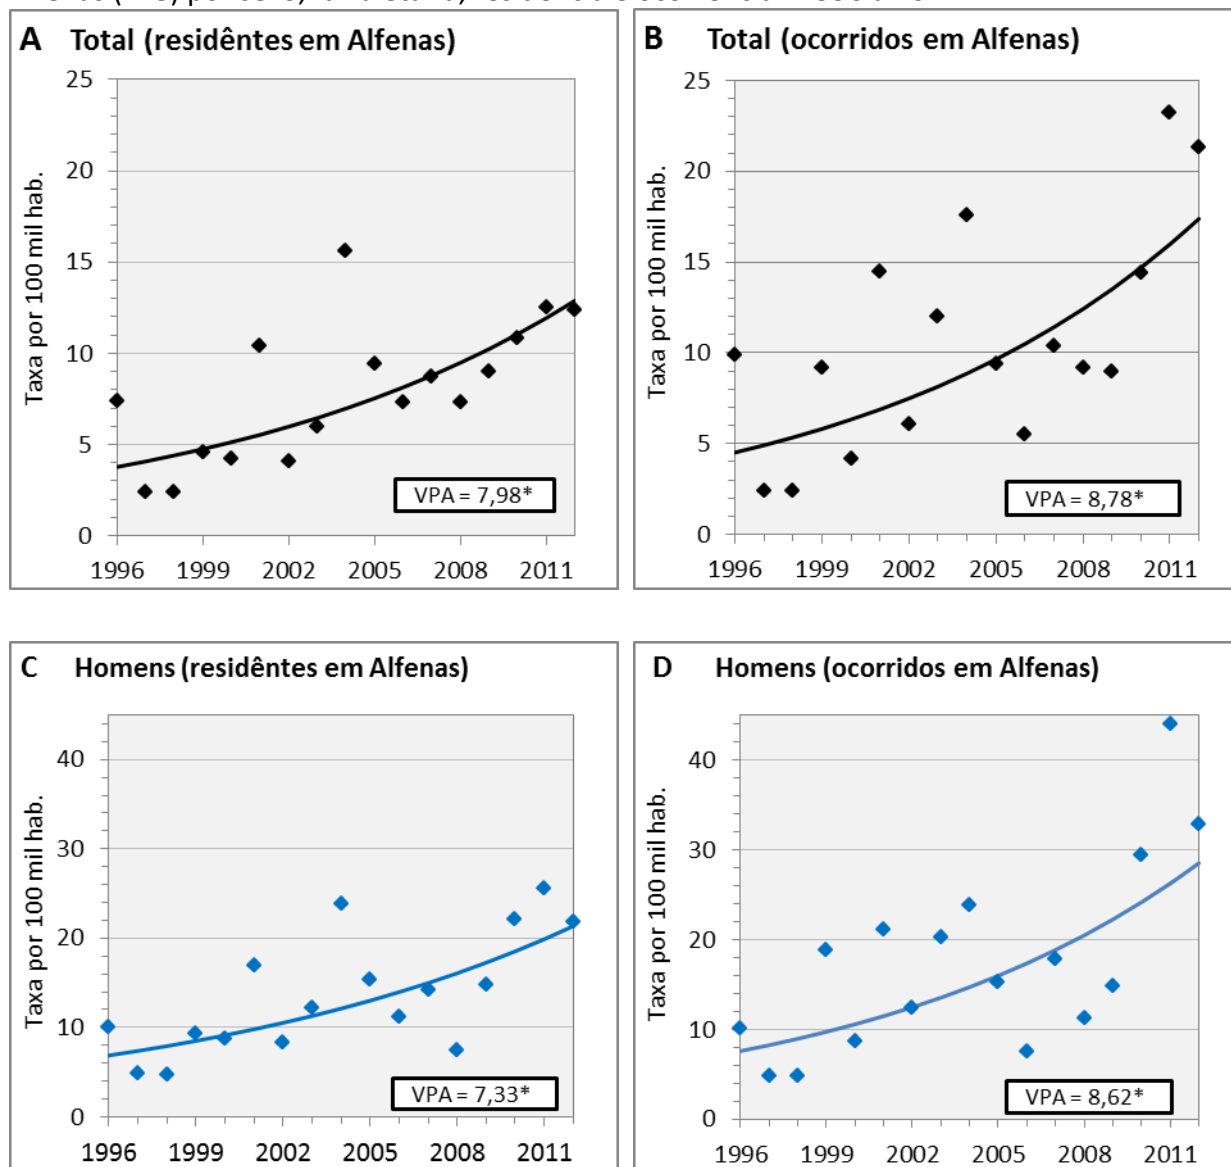 A Total (residêntes em Alfenas)
Taxa por 100 mil hab.
25
20
15
10
5
0
VPA = 7,98*
1996 1999 2002 2005 2008 2011
B Total (ocorridos em Alfenas)
Taxa por 100 mil hab.
25
20
15
10
5
0
VPA = 8,78*
1996 1999 2002 2005 2008 2011
C Homens (residêntes em Alfenas)
Taxa por 100 mil hab.
40
30
20
10
0
VPA = 7,33*
1996 1999 2002 2005 2008 2011
D Homens (ocorridos em Alfenas)
Taxa por 100 mil hab.
40
30
20
10
0
VPA = 8,62*
1996 1999 2002 2005 2008 2011